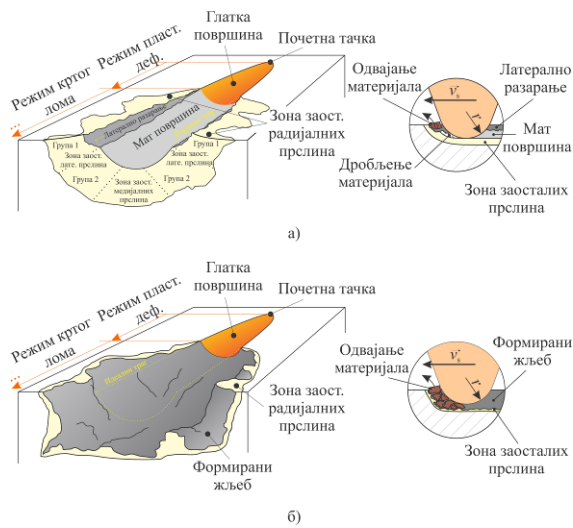 Глатка
површина
Почетна тачка
Режим пласт.
деф.
Режим кртог
лома
...
Латерално разарање
Мат површина
Зона заост.
радијалних
прслина
Група 1
Зона заост.
лате. прслина
Група 2
Зона заост.
медијалних
прслина
Група 1
Зона заост.
лате. прслина
Група 2
Одвајање
материјала
vs
r
Латерално
разарање
Мат
површина
Дробљење
материјала
Зона заосталих
прслина
а)
Глатка
површина
Почетна тачка
Режим пласт.
деф.
Режим кртог
лома
...
Зона заост.
радијалних
прслина
Формирани
жљеб
Одвајање
материјала
vs
r
Формирани
жљеб
Зона заосталих
прслина
б)